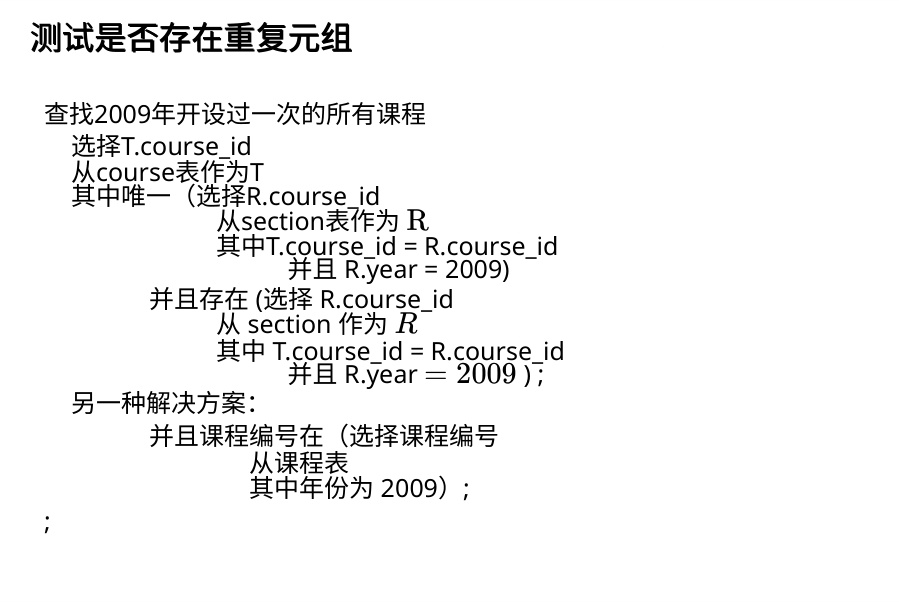 测试是否存在重复元组
查找2009年开设过一次的所有课程
选择T.course_id
从course表作为T
其中唯一（选择R.course_id
从section表作为 R
其中T.course_id = R.course_id
并且 R.year = 2009)
并且存在 (选择 R.course_id
从 section 作为 R
其中 T.course_id = R.course_id
并且 R.year = 2009 ) ;
另一种解决方案：
并且课程编号在（选择课程编号
从课程表
其中年份为 2009）;
;